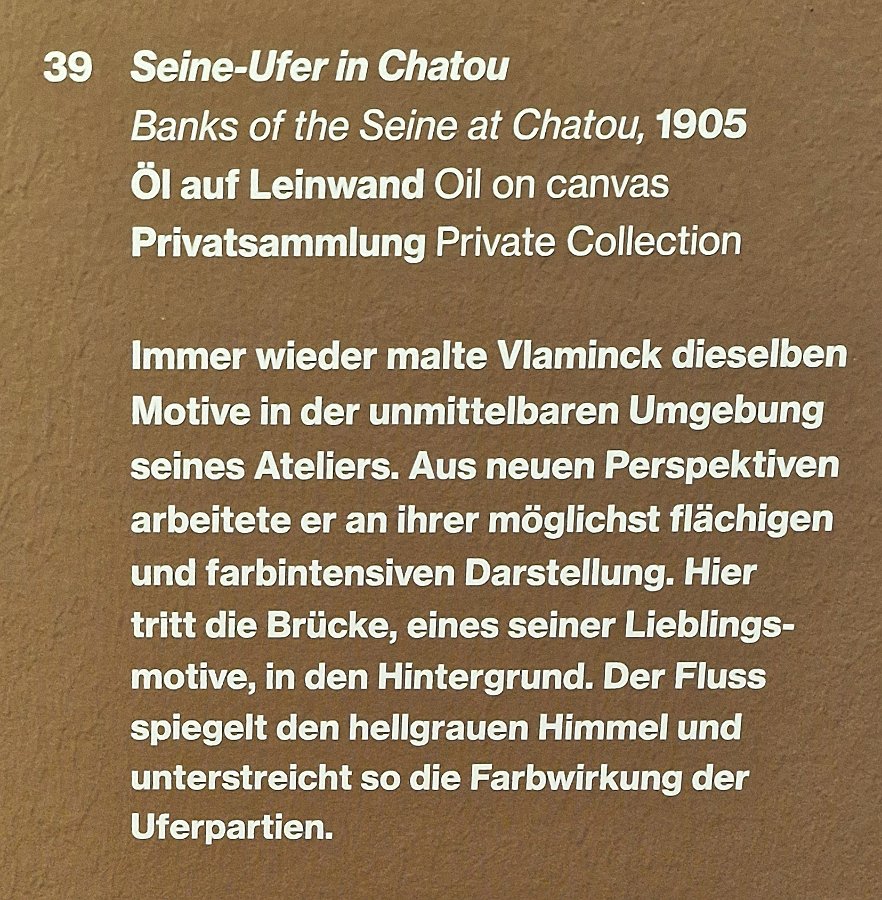 39 Seine-Ufer in Chatou
Banks of the Seine at Chatou, 1905
Öl auf Leinwand Oil on canvas
Privatsammlung Private Collection
Immer wieder malte Vlaminck dieselben
Motive in der unmittelbaren Umgebung
seines Ateliers. Aus neuen Perspektiven
arbeitete er an ihrer möglichst flächigen
und farbintensiven Darstellung. Hier
tritt die Brücke, eines seiner Lieblings-
motive, in den Hintergrund. Der Fluss
spiegelt den hellgrauen Himmel und
unterstreicht so die Farbwirkung der
Uferpartien.